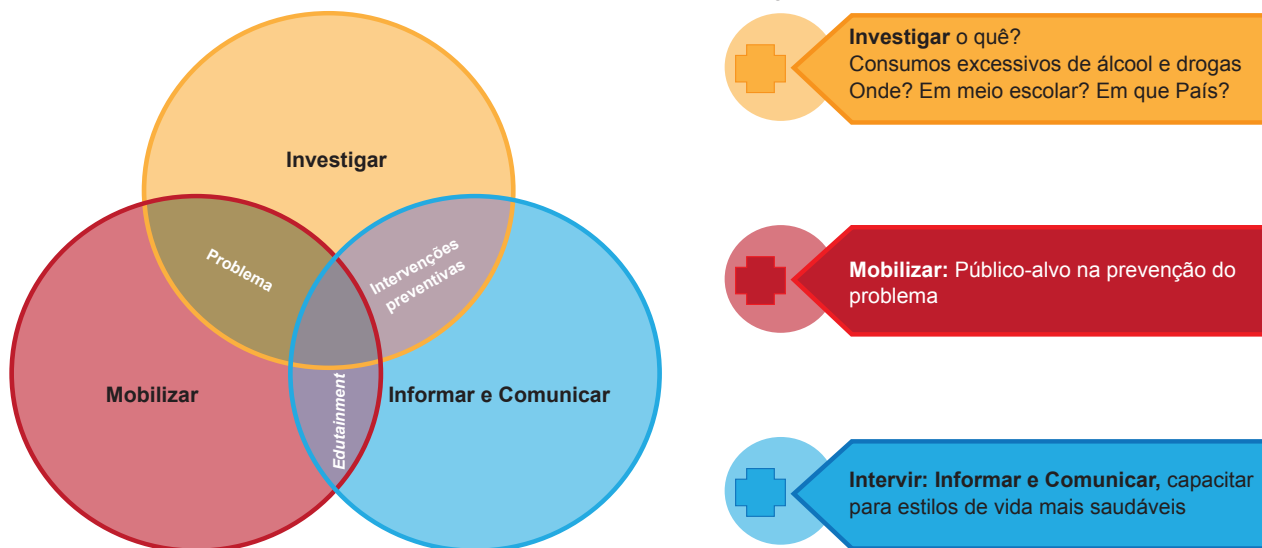 Investigar
Problema
Intervenções
preventivas
Mobilizar
Edutainment
Informar e Comunicar
Investigar o quê?
Consumos excessivos de álcool e drogas
Onde? Em meio escolar? Em que País?
Mobilizar: Público-alvo na prevenção do
problema
Intervir: Informar e Comunicar, capacitar
para estilos de vida mais saudáveis